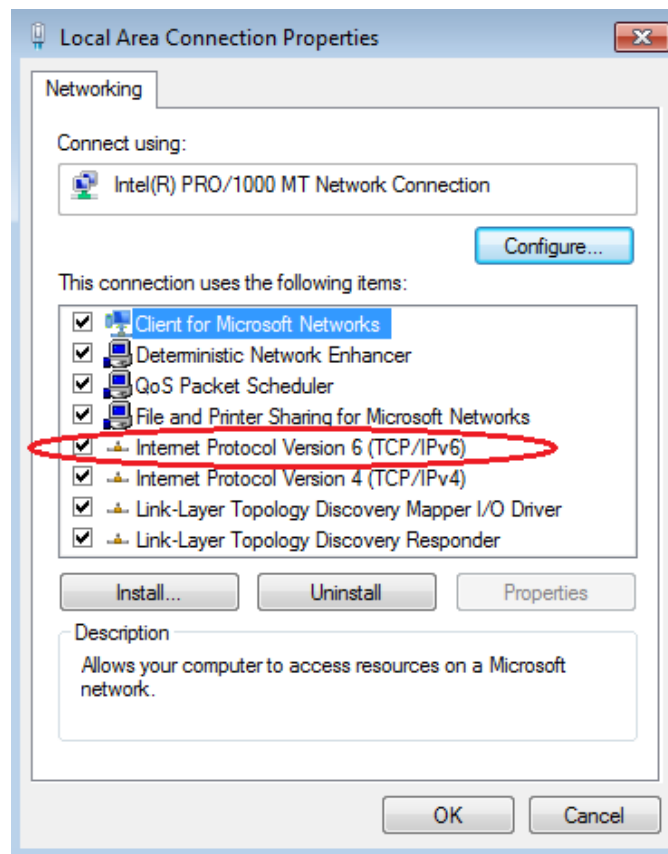 Local Area Connection Properties
Networking
Connect using:
Intel(R) PRO/1000 MT Network Connection
Configure...
This connection uses the following items:
Client for Microsoft Networks
Deterministic Network Enhancer
QoS Packet Scheduler
File and Printer Sharing for Microsoft Networks
Internet Protocol Version 6 (TCP/IPv6)
Internet Protocol Version 4 (TCP/IPv4)
Link-Layer Topology Discovery Mapper I/O Driver
Link-Layer Topology Discovery Responder
Install... Uninstall Properties
Description
Allows your computer to access resources on a Microsoft
network.
OK Cancel